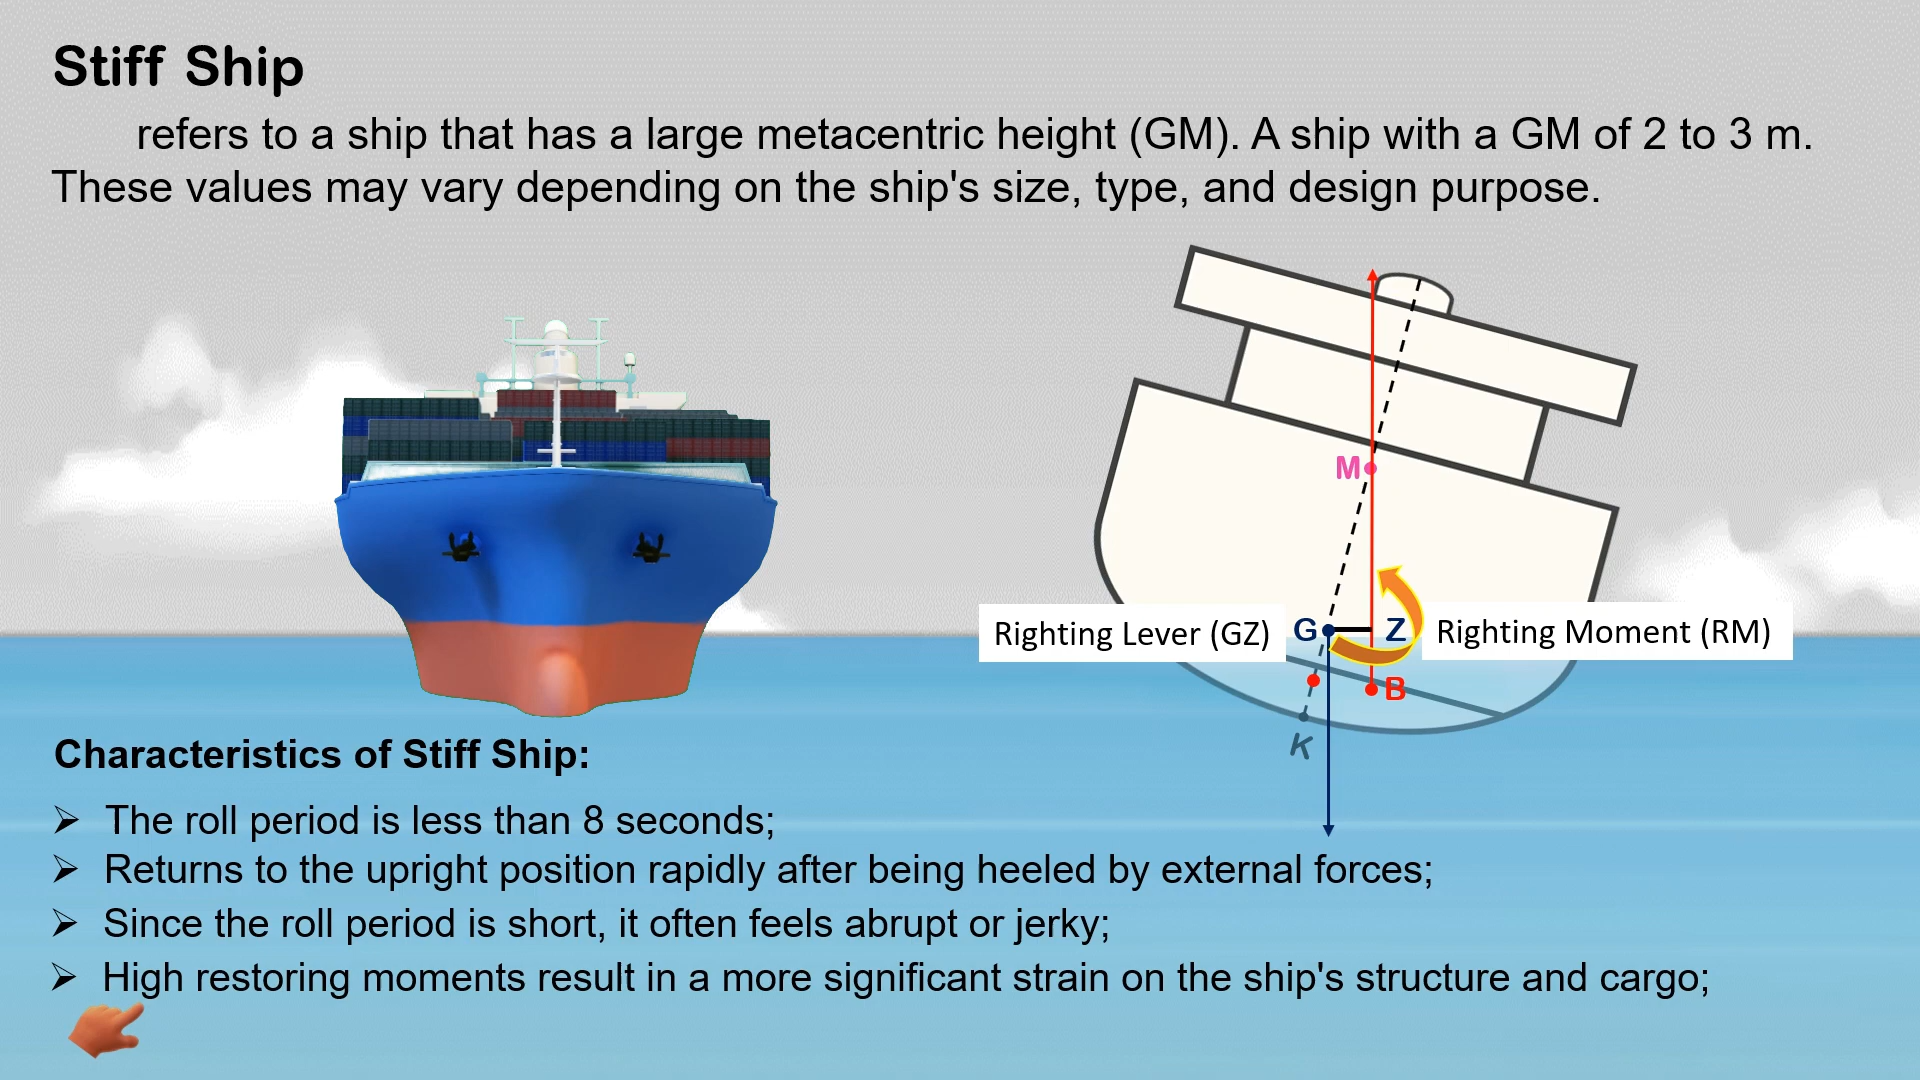 Stiff Ship
refers to a ship that has a large metacentric height (GM). A ship with a GM of 2 to 3 m.
These values may vary depending on the ship's size, type, and design purpose.
M
Righting Lever (GZ)
G
Z
Righting Moment (RM)
B
K
Characteristics of Stiff Ship:
➢ The roll period is less than 8 seconds;
➢ Returns to the upright position rapidly after being heeled by external forces;
➢ Since the roll period is short, it often feels abrupt or jerky;
➢ High restoring moments result in a more significant strain on the ship's structure and cargo;